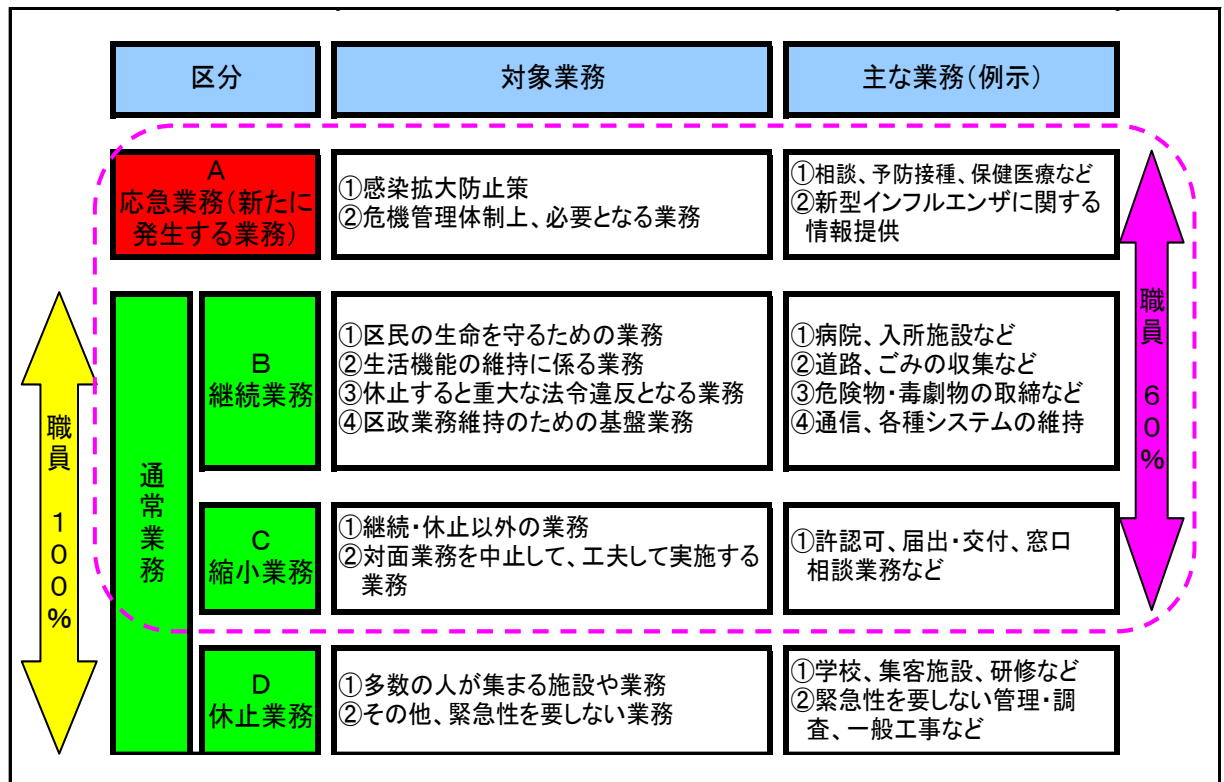 区分
対象業務
主な業務(例示)
A
応急業務(新たに
発生する業務)
①感染拡大防止策
②危機管理体制上、必要となる業務
①相談、予防接種、保健医療など
②新型インフルエンザに関する
情報提供
職員 60%
職員 100%
通常業務
B
継続業務
①区民の生命を守るための業務
②生活機能の維持に係る業務
③休止すると重大な法令違反となる業務
④区政業務維持のための基盤業務
①病院、入所施設など
②道路、ごみの収集など
③危険物・毒劇物の取締など
④通信、各種システムの維持
C
縮小業務
①継続・休止以外の業務
②対面業務を中止して、工夫して実施する
業務
①許認可、届出・交付、窓口
相談業務など
D
休止業務
①多数の人が集まる施設や業務
②その他、緊急性を要しない業務
①学校、集客施設、研修など
②緊急性を要しない管理・調
査、一般工事など